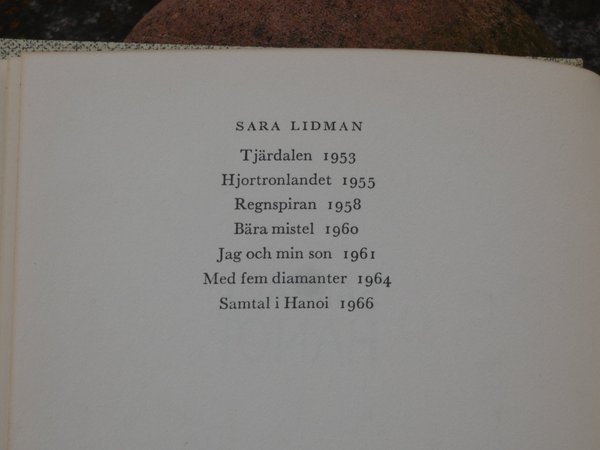 SARA LIDMAN
Tjärdalen 1953
Hjortronlandet 1955
Regnspiran 1958
Bära mistel 1960
Jag och min son 1961
Med fem diamanter 1964
Samtal i Hanoi 1966